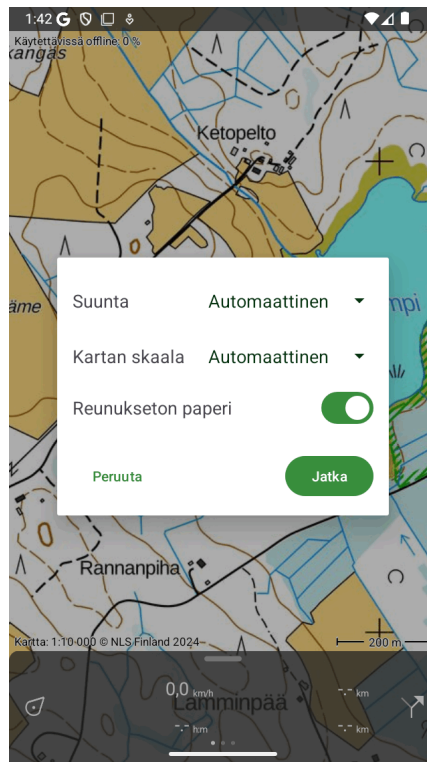 1:42
Käytettävissä offline: 0 %
kangas
Ketopelto
Suunta Automaattinen
äme
mpi
Kartan skaala Automaattinen
Reunukseton paperi
Peruuta Jatka
Rannanpiha
Kartta: 1:10 000 © NLS Finland 2024
200 m
0,0 km/h
-.- km
Lamminpää
-.- h:m
-.- km